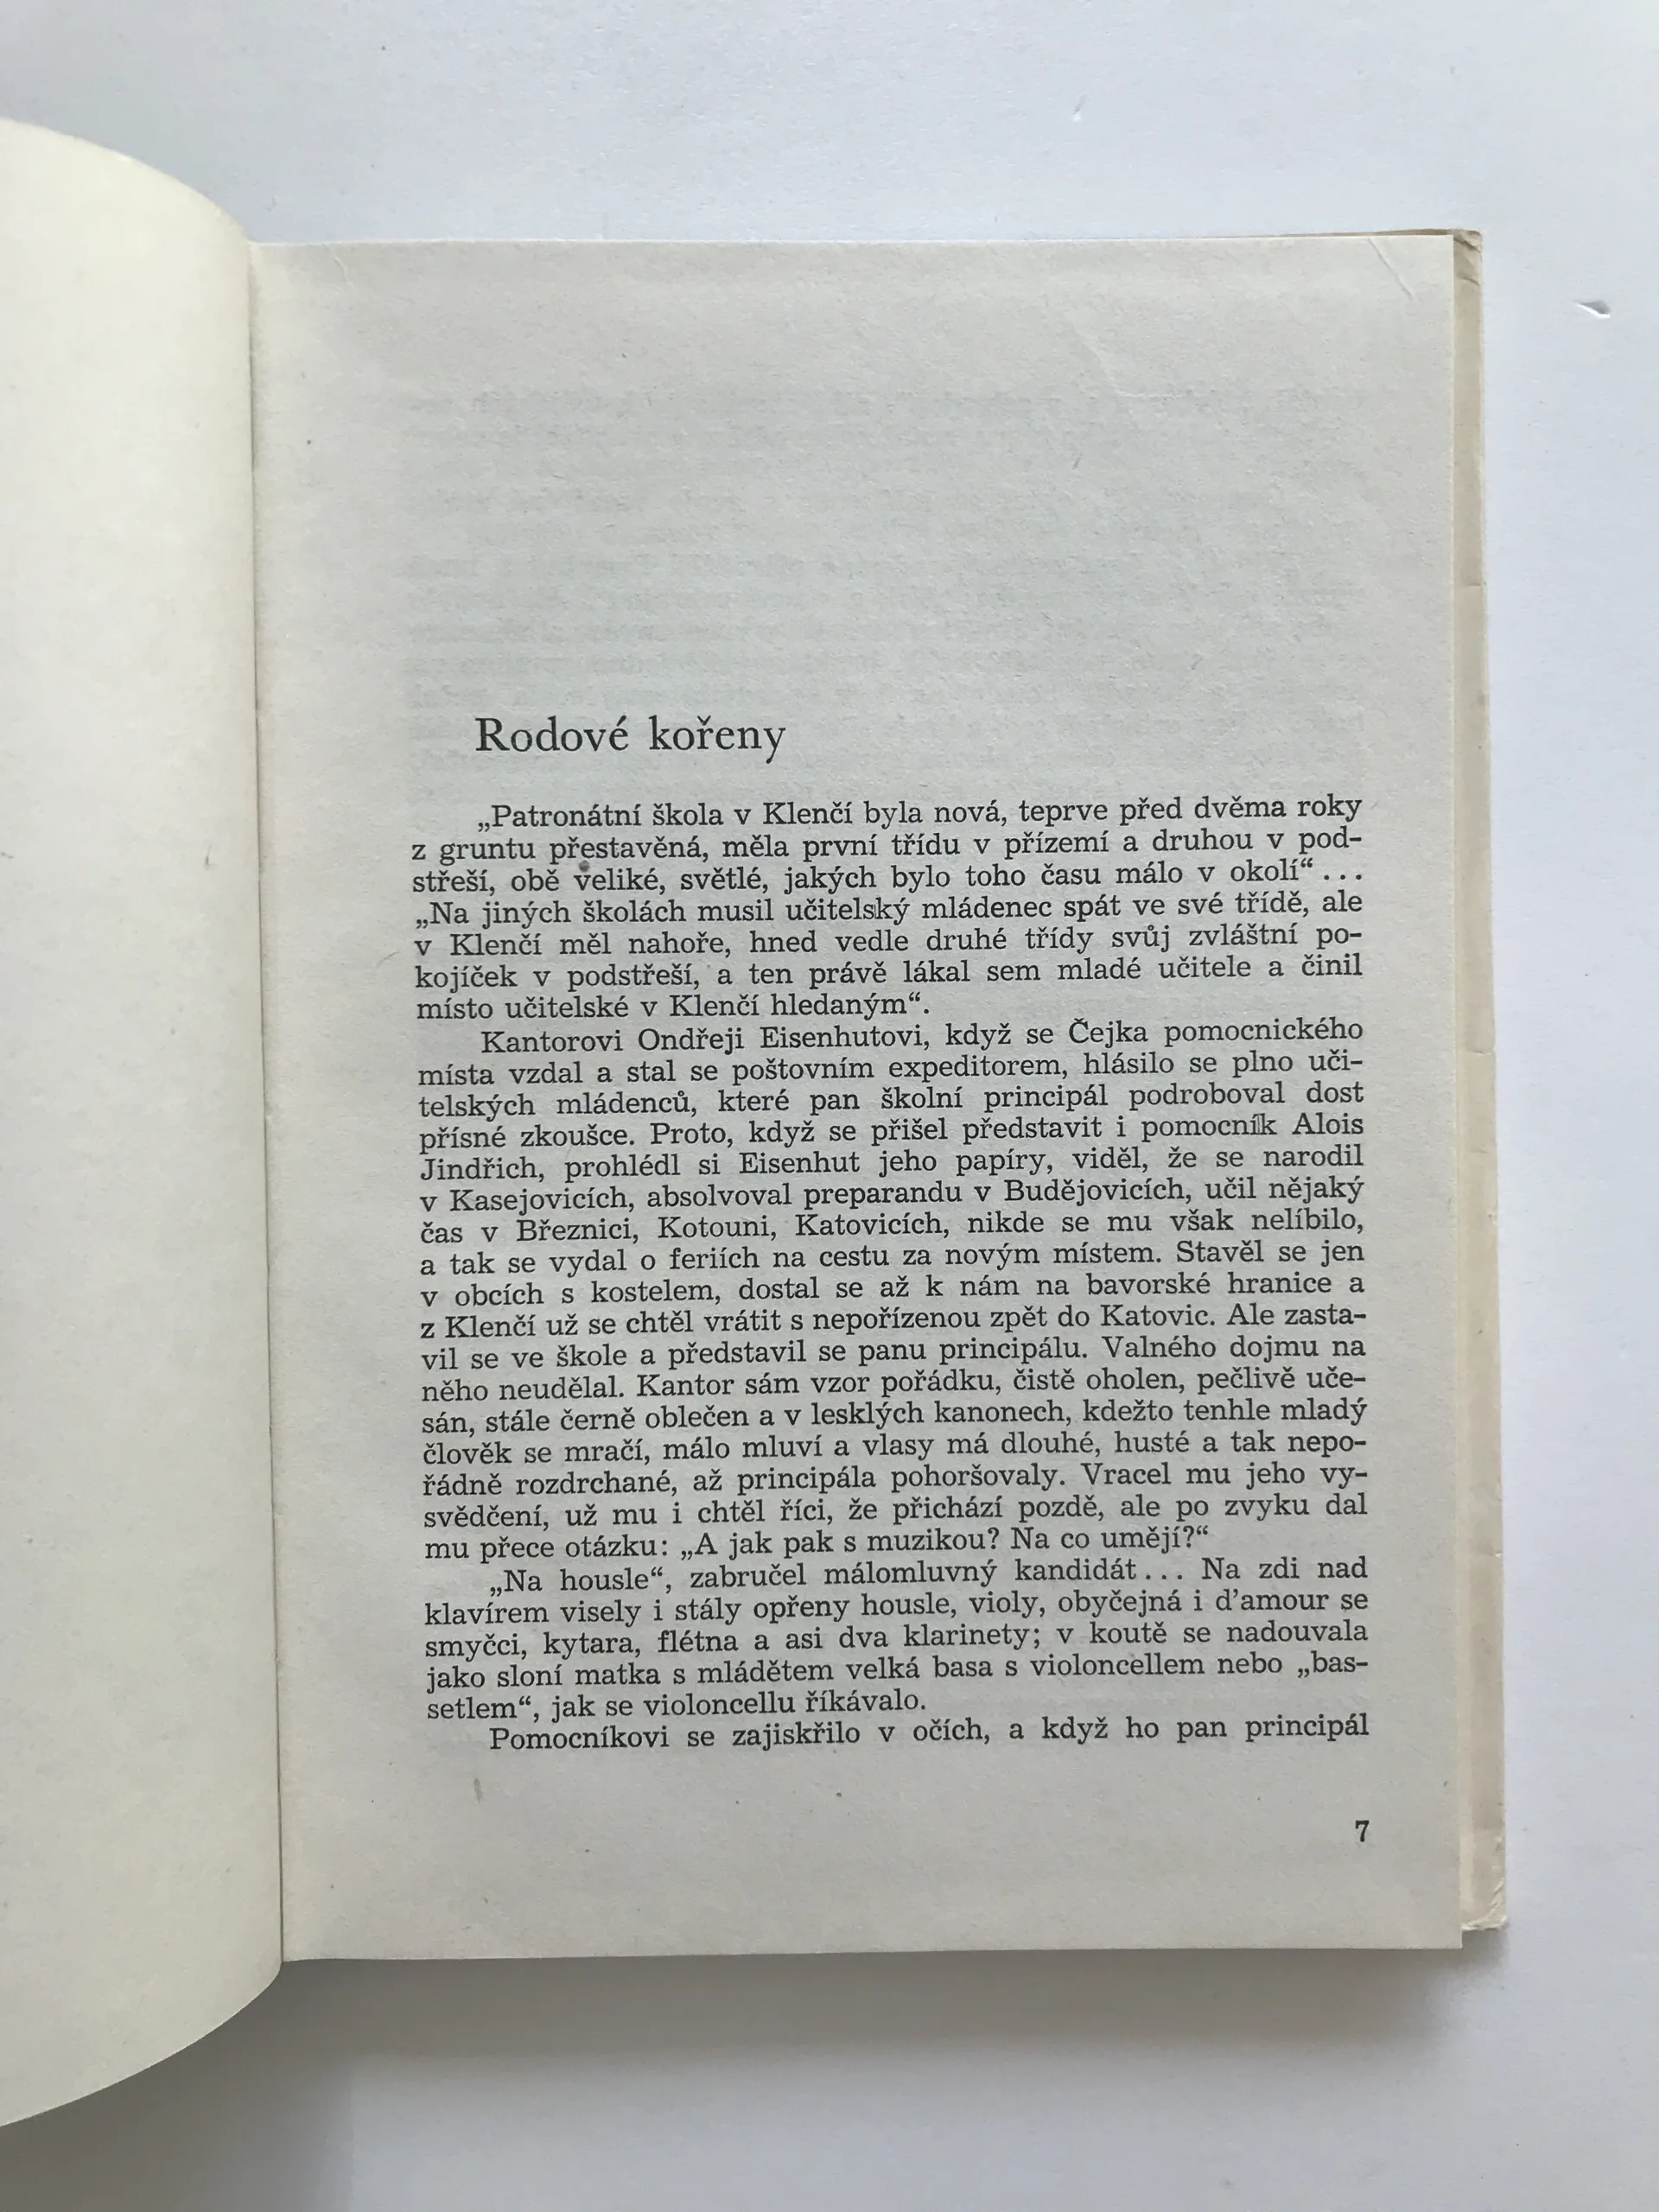 Rodové kořeny
„Patronátní škola v Klenčí byla nová, teprve před dvěma roky
z gruntu přestavěná, měla první třídu v přízemí a druhou v pod-
střeší, obě veliké, světlé, jakých bylo toho času málo v okolí“...
„Na jiných školách musil učitelský mládenec spát ve své třídě, ale
v Klenčí měl nahoře, hned vedle druhé třídy svůj zvláštní po-
kojíček v podstřeší, a ten právě lákal sem mladé učitele a činil
místo učitelské v Klenčí hledaným“.
Kantorovi Ondřeji Eisenhutovi, když se Čejka pomocnického
místa vzdal a stal se poštovním expeditorem, hlásilo se plno uči-
telských mládenců, které pan školní principál podroboval dost
přísné zkoušce. Proto, když se přišel představit i pomocník Alois
Jindřich, prohlédl si Eisenhut jeho papíry, viděl, že se narodil
v Kasejovicích, absolvoval preparandu v Budějovicích, učil nějaký
čas v Březnici, Kotouni, Katovicích, nikde se mu však nelíbilo,
a tak se vydal o feriích na cestu za novým místem. Stavěl se jen
v obcích s kostelem, dostal se až k nám na bavorské hranice a
z Klenčí už se chtěl vrátit s nepořízenou zpět do Katovic. Ale zasta-
vil se ve škole a představil se panu principálu. Valného dojmu na
něho neudělal. Kantor sám vzor pořádku, čistě oholen, pečlivě uče-
sán, stále černě oblečen a v lesklých kanonech, kdežto tenhle mladý
člověk se mračí, málo mluví a vlasy má dlouhé, husté a tak nepo-
řádně rozdrchané, až principála pohoršovaly. Vracel mu jeho vy-
svědčení, už mu i chtěl říci, že přichází pozdě, ale po zvyku dal
mu přece otázku: „A jak pak s muzikou? Na co umějí?“
„Na housle“, zabručel málomluvný kandidát... Na zdi nad
klavírem visely i stály opřeny housle, violy, obyčejná i d’amour se
smyčci, kytara, flétna a asi dva klarinety; v koutě se nadouvala
jako sloní matka s mládětem velká basa s violoncellem nebo „bas-
setlem“, jak se violoncellu říkávalo.
Pomocníkovi se zajiskřilo v očích, a když ho pan principál
7